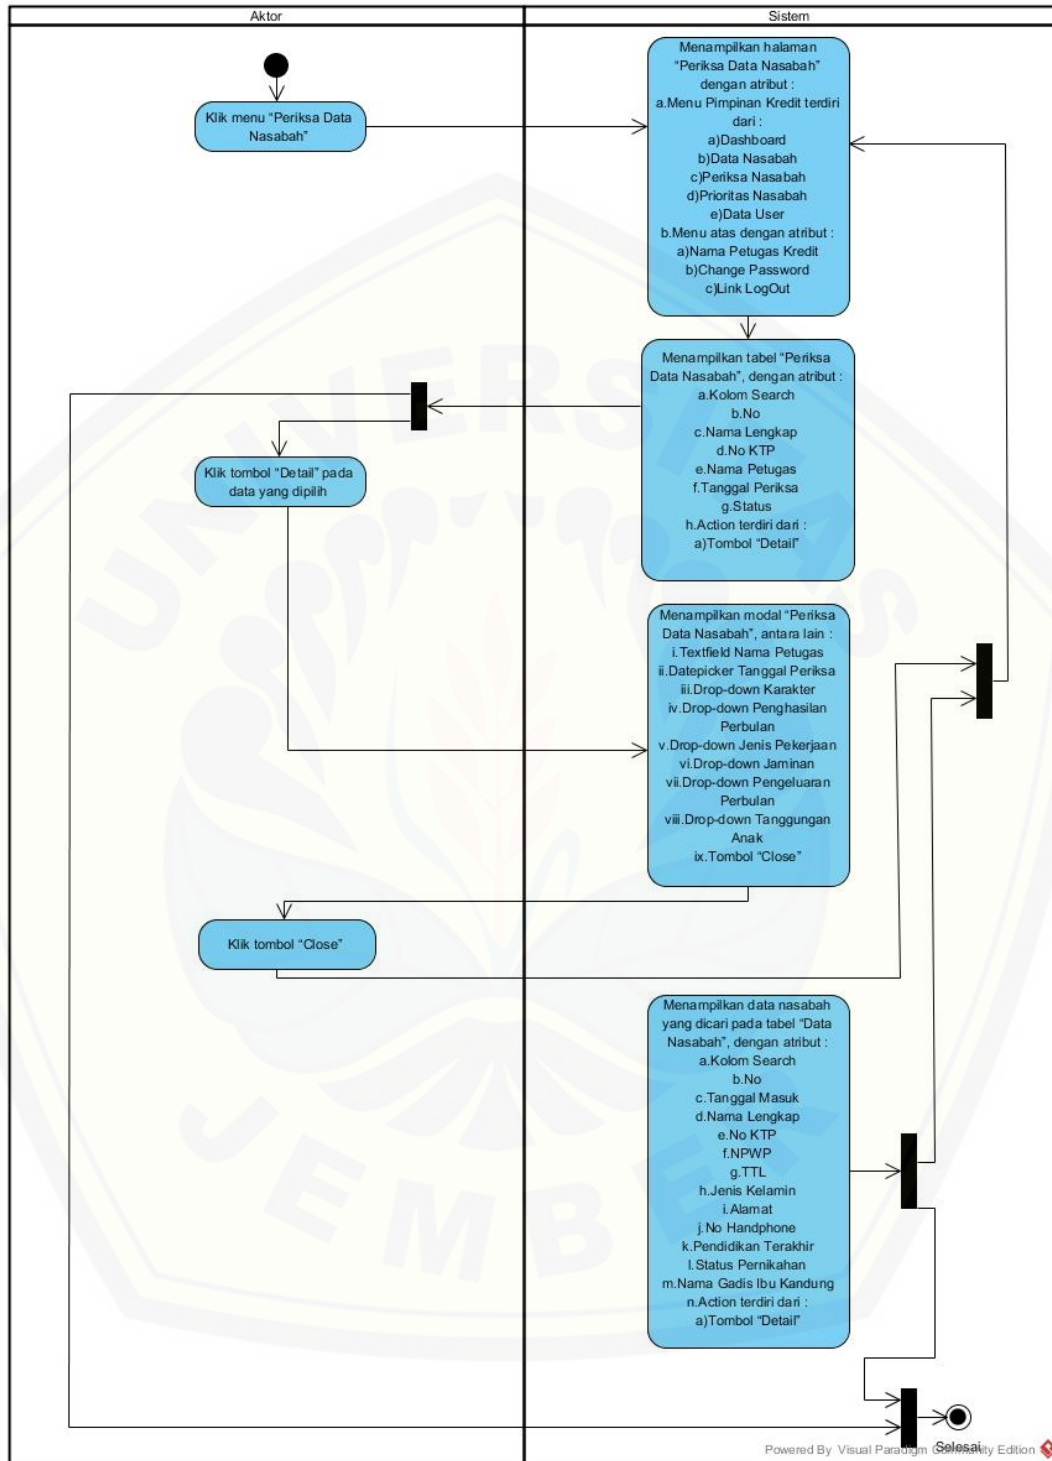 Aktor
Sistem
Klik menu “Periksa Data
Nasabah”
Menampilkan halaman
“Periksa Data Nasabah”
dengan atribut :
a.Menu Pimpinan Kredit terdiri
dari :
a)Dashboard
b)Data Nasabah
c)Periksa Nasabah
d)Prioritas Nasabah
e)Data User
b.Menu atas dengan atribut :
a)Nama Petugas Kredit
b)Change Password
c)Link LogOut
Menampilkan tabel “Periksa
Data Nasabah”, dengan atribut :
a.Kolom Search
b.No
c.Nama Lengkap
d.No KTP
e.Nama Petugas
f.Tanggal Periksa
g.Status
h.Action terdiri dari :
a)Tombol “Detail”
Klik tombol “Detail” pada
data yang dipilih
Menampilkan modal “Periksa
Data Nasabah”, antara lain :
i.Textfield Nama Petugas
ii.Datepicker Tanggal Periksa
iii.Drop-down Karakter
iv.Drop-down Penghasilan
Perbulan
v.Drop-down Jenis Pekerjaan
vi.Drop-down Jaminan
vii.Drop-down Pengeluaran
Perbulan
viii.Drop-down Tanggungan
Anak
ix.Tombol “Close”
Klik tombol “Close”
Menampilkan data nasabah
yang dicari pada tabel “Data
Nasabah”, dengan atribut :
a.Kolom Search
b.No
c.Tanggal Masuk
d.Nama Lengkap
e.No KTP
f.NPWP
g.TTL
h.Jenis Kelamin
i.Alamat
j.No Handphone
k.Pendidikan Terakhir
l.Status Pernikahan
m.Nama Gadis Ibu Kandung
n.Action terdiri dari :
a)Tombol “Detail”
Selesai
Powered By Visual Paradigm Community Edition
UNIVERSITAS
JEMBER